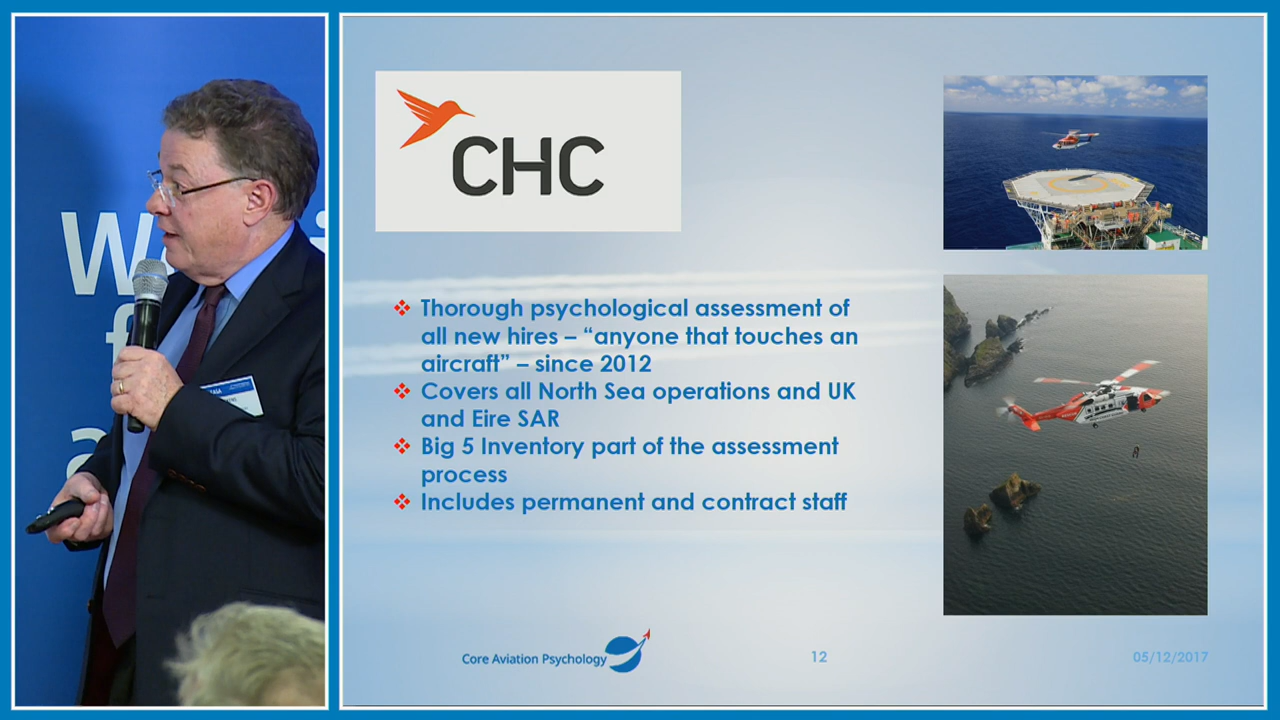 CHC
❖ Thorough psychological assessment of
all new hires – “anyone that touches an
aircraft” – since 2012
❖ Covers all North Sea operations and UK
and Eire SAR
❖ Big 5 Inventory part of the assessment
process
❖ Includes permanent and contract staff
Core Aviation Psychology
12
05/12/2017